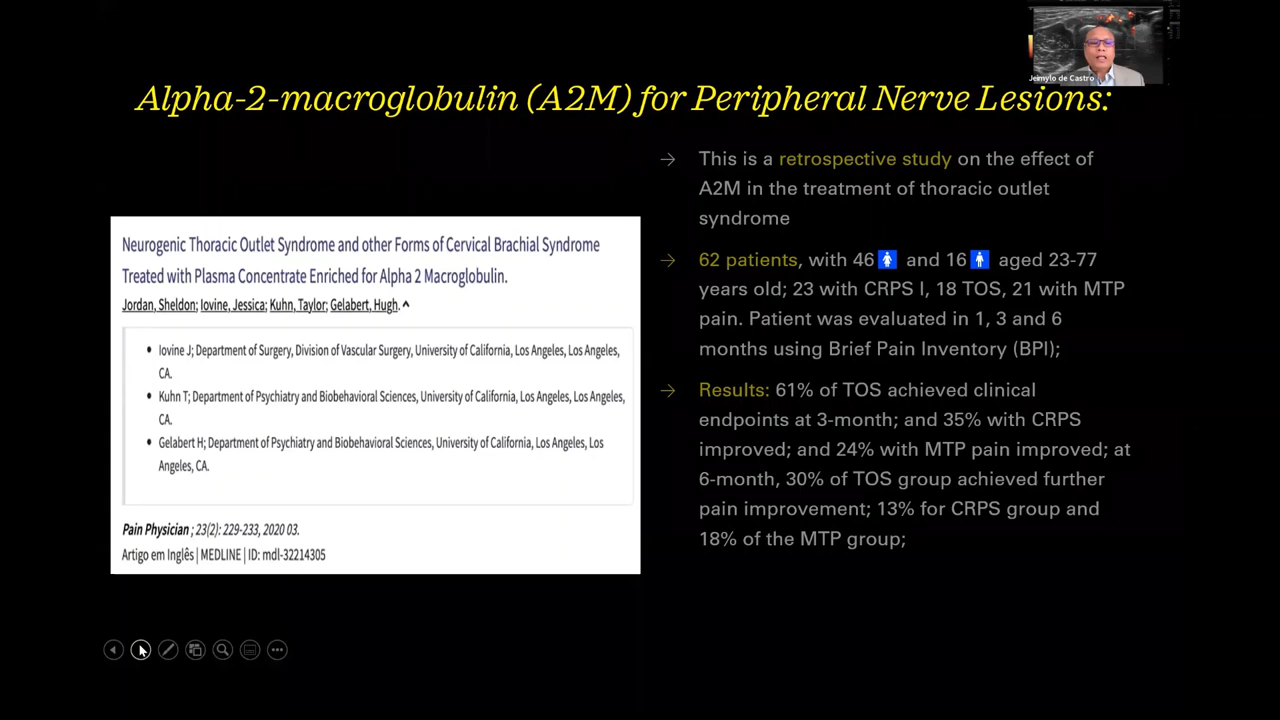 Jeimylo de Castro
Alpha-2-macroglobulin (A2M) for Peripheral Nerve Lesions:
Neurogenic Thoracic Outlet Syndrome and other Forms of Cervical Brachial Syndrome
Treated with Plasma Concentrate Enriched for Alpha 2 Macroglobulin.
Jordan, Sheldon; Iovine, Jessica; Kuhn, Taylor; Gelabert, Hugh.
Iovine J; Department of Surgery, Division of Vascular Surgery, University of California, Los Angeles, Los Angeles,
CA.
Kuhn T; Department of Psychiatry and Biobehavioral Sciences, University of California, Los Angeles, Los Angeles,
CA.
Gelabert H; Department of Psychiatry and Biobehavioral Sciences, University of California, Los Angeles, Los
Angeles, CA.
Pain Physician ; 23(2): 229-233, 2020 03.
Artigo em Inglês | MEDLINE | ID: mdl-32214305
→ This is a retrospective study on the effect of
A2M in the treatment of thoracic outlet
syndrome
→ 62 patients, with 46 🚺 and 16 🚹 aged 23-77
years old; 23 with CRPS I, 18 TOS, 21 with MTP
pain. Patient was evaluated in 1, 3 and 6
months using Brief Pain Inventory (BPI);
→ Results: 61% of TOS achieved clinical
endpoints at 3-month; and 35% with CRPS
improved; and 24% with MTP pain improved; at
6-month, 30% of TOS group achieved further
pain improvement; 13% for CRPS group and
18% of the MTP group;